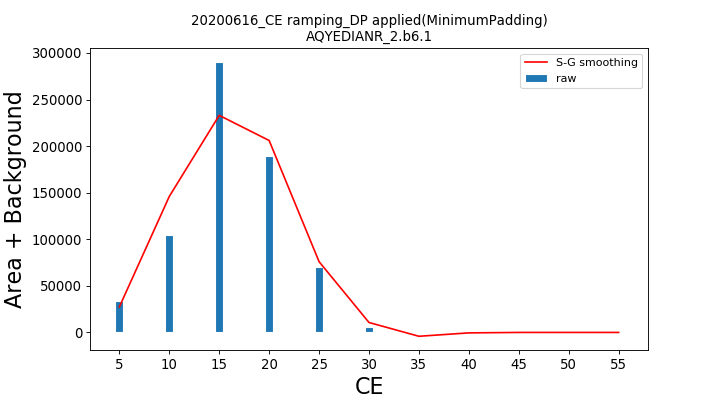 20200616_CE ramping_DP applied(MinimumPadding)
AQYEDIANR_2.b6.1
S-G smoothing
raw
Area + Background
300000
250000
200000
150000
100000
50000
0
5 10 15 20 25 30 35 40 45 50 55
CE